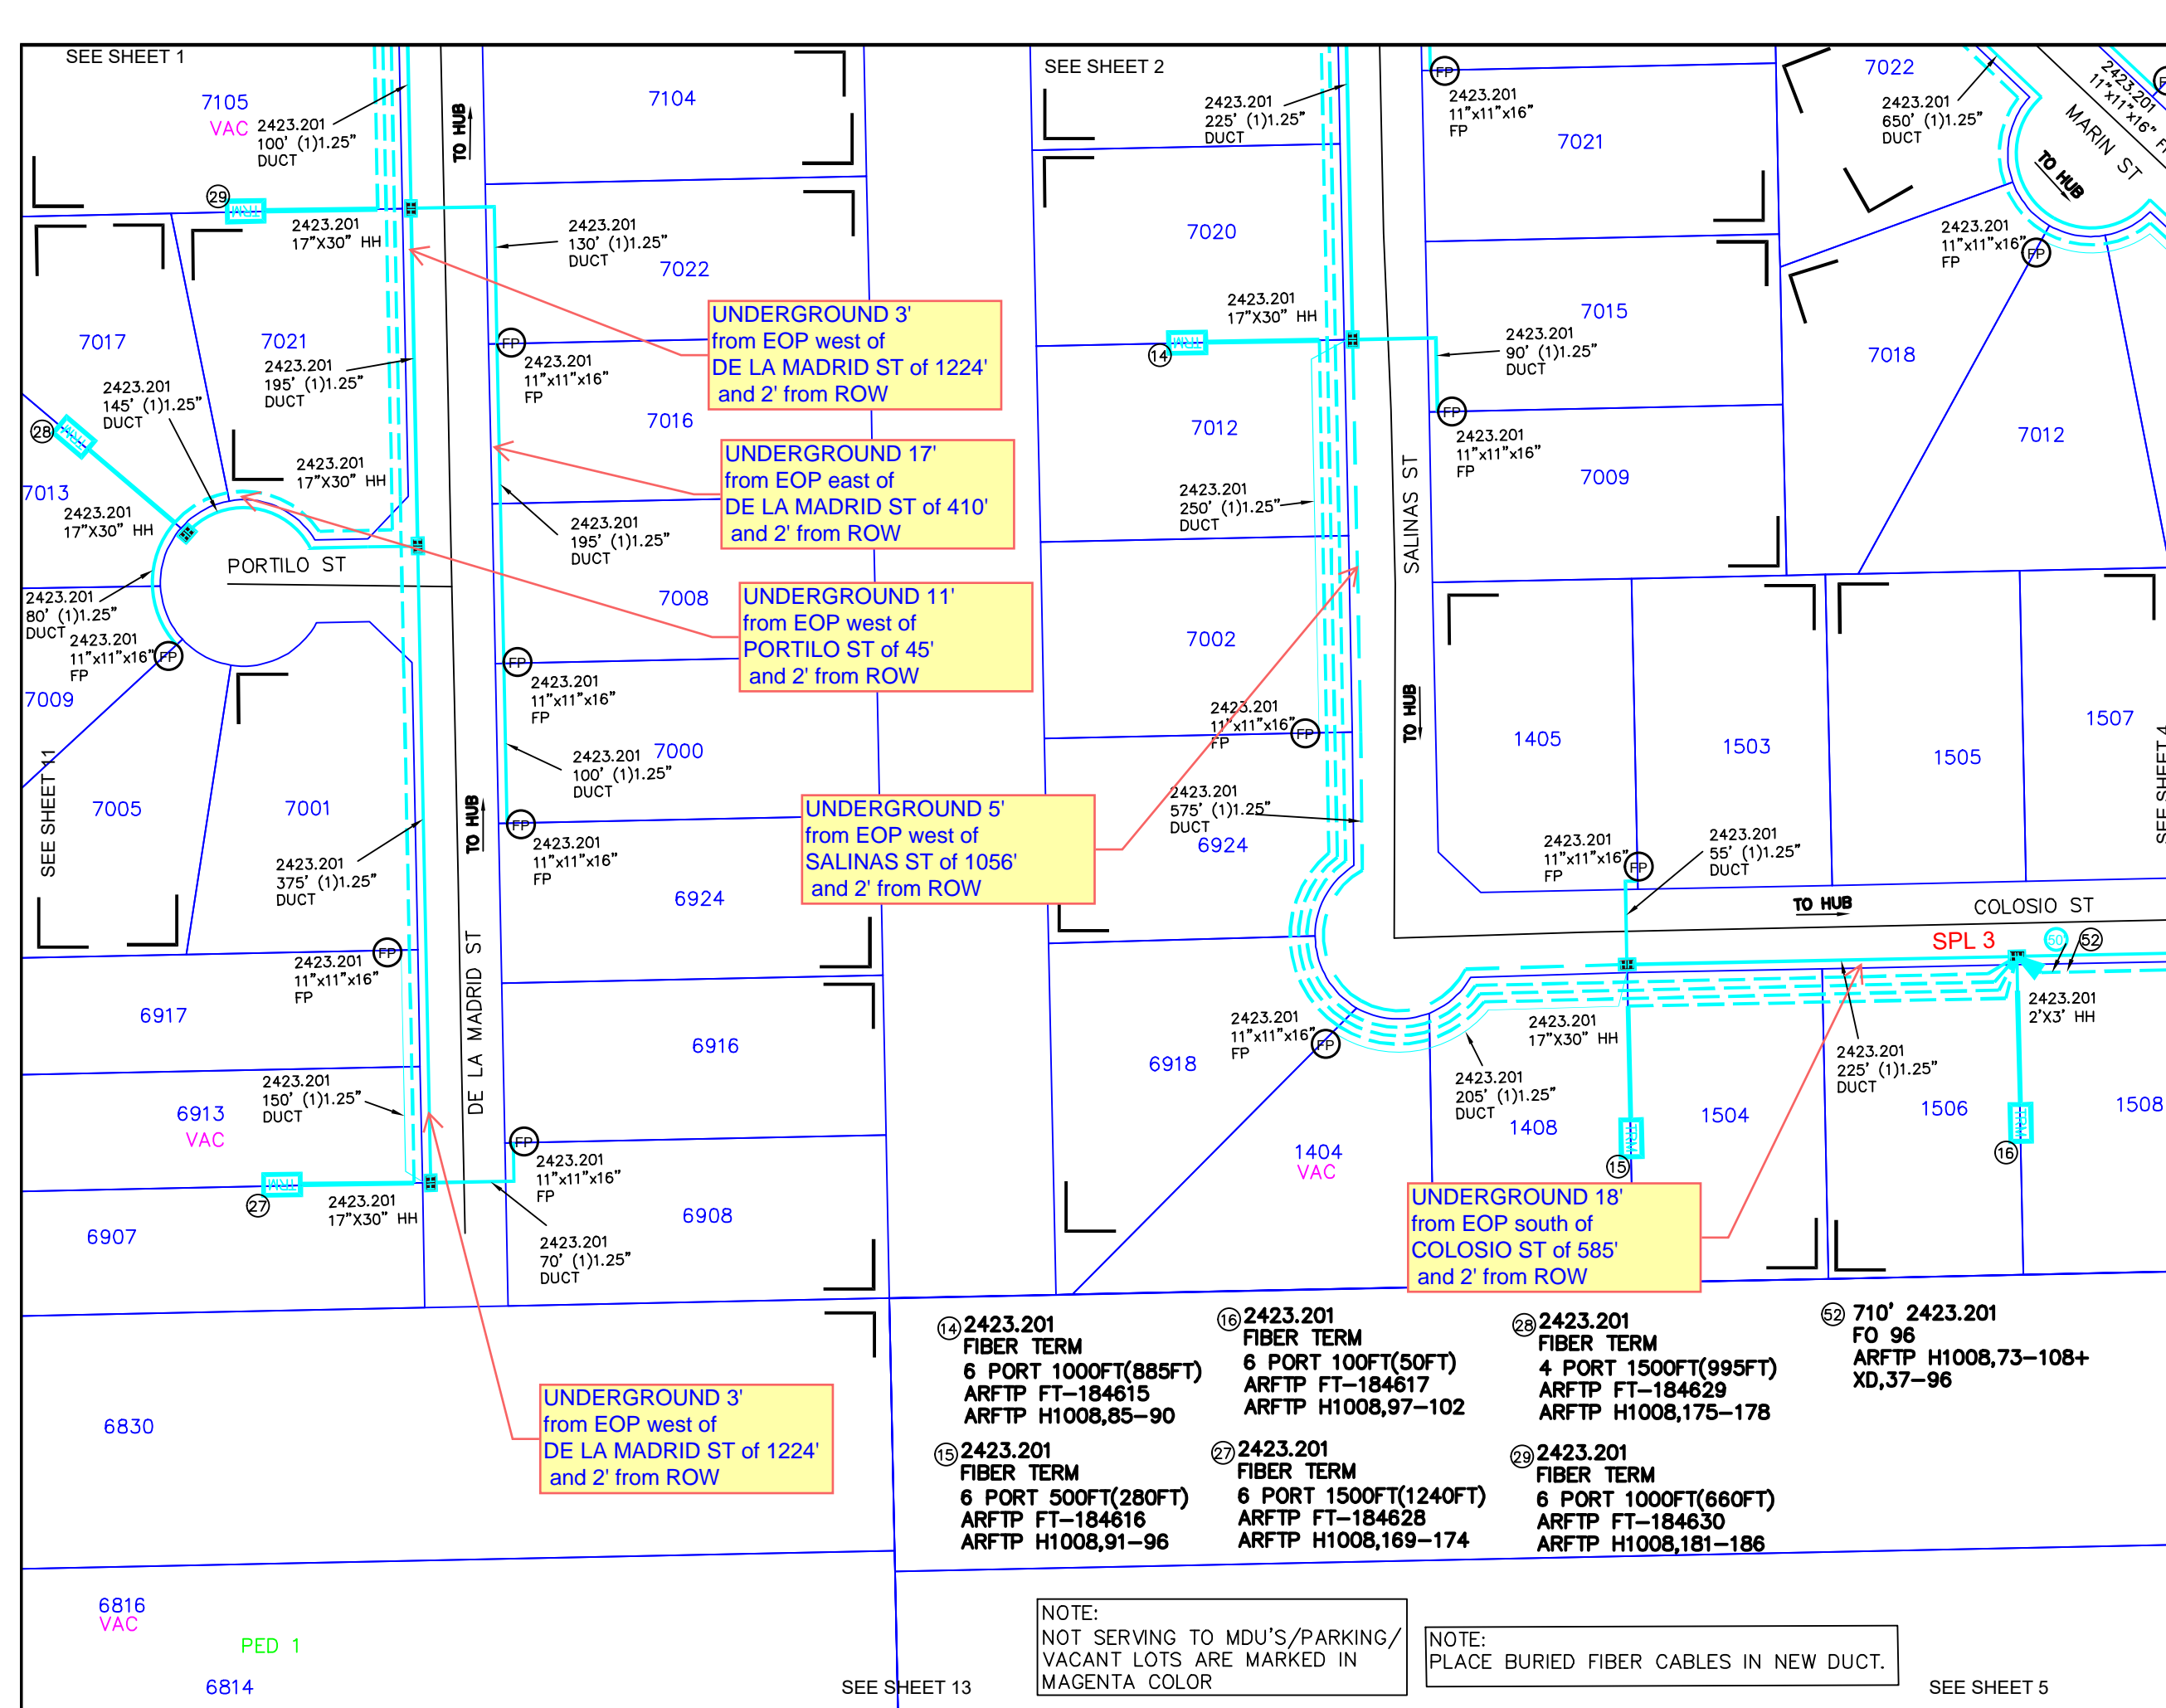 SEE SHEET 1
7105
VAC
2423.201
100' (1)1.25"
DUCT
TO HUB
7104
29
TRM
2423.201
17"X30" HH
2423.201
130' (1)1.25"
DUCT
7022
7017
7021
2423.201
195' (1)1.25"
DUCT
2423.201
145' (1)1.25"
DUCT
UNDERGROUND 3'
from EOP west of
DE LA MADRID ST of 1224'
and 2' from ROW
FP
2423.201
11"x11"x16"
FP
7016
28
TRM
7013
2423.201
17"X30" HH
2423.201
17"X30" HH
UNDERGROUND 17'
from EOP east of
DE LA MADRID ST of 410'
and 2' from ROW
2423.201
195' (1)1.25"
DUCT
PORTILO ST
7008
2423.201
80' (1)1.25"
DUCT
2423.201
11"x11"x16"
FP
FP
UNDERGROUND 11'
from EOP west of
PORTILO ST of 45'
and 2' from ROW
FP
2423.201
11"x11"x16"
FP
7009
7000
2423.201
100' (1)1.25"
DUCT
SEE SHEET 11
7005
7001
TO HUB
FP
2423.201
11"x11"x16"
FP
2423.201
375' (1)1.25"
DUCT
UNDERGROUND 5'
from EOP west of
SALINAS ST of 1056'
and 2' from ROW
6924
2423.201
11"x11"x16"
FP
FP
DE LA MADRID ST
6917
6916
6913
VAC
2423.201
150' (1)1.25"
DUCT
FP
2423.201
11"x11"x16"
FP
27
TRM
2423.201
17"X30" HH
6908
6907
2423.201
70' (1)1.25"
DUCT
6830
UNDERGROUND 3'
from EOP west of
DE LA MADRID ST of 1224'
and 2' from ROW
6816
VAC
PED 1
6814
SEE SHEET 13
SEE SHEET 2
2423.201
225' (1)1.25"
DUCT
FP
2423.201
11"x11"x16"
FP
7021
7022
2423.201
650' (1)1.25"
DUCT
2423.201
11"x11"x16"
MARIN ST
TO HUB
7020
2423.201
11"x11"x16"
FP
FP
2423.201
17"X30" HH
14
TRM
7015
2423.201
90' (1)1.25"
DUCT
7018
FP
2423.201
11"x11"x16"
FP
7012
7012
7009
SALINAS ST
2423.201
250' (1)1.25"
DUCT
7002
2423.201
11"x11"x16"
FP
FP
TO HUB
1405
1503
1505
1507
2423.201
575' (1)1.25
DUCT
6924
2423.201
11"x11"x16"
FP
FP
2423.201
55' (1)1.25"
DUCT
TO HUB
COLOSIO ST
SPL 3
50
52
2423.201
11"x11"x16"
FP
FP
6918
2423.201
17"X30" HH
2423.201
2'X3' HH
2423.201
205' (1)1.25"
DUCT
2423.201
225' (1)1.25"
DUCT
1408
1504
1506
1508
1404
VAC
15
TRM
16
TRM
UNDERGROUND 18'
from EOP south of
COLOSIO ST of 585'
and 2' from ROW
14 2423.201
FIBER TERM
6 PORT 1000FT(885FT)
ARFTP FT-184615
ARFTP H1008,85-90
16 2423.201
FIBER TERM
6 PORT 100FT(50FT)
ARFTP FT-184617
ARFTP H1008,97-102
28 2423.201
FIBER TERM
4 PORT 1500FT(995FT)
ARFTP FT-184629
ARFTP H1008,175-178
52 710' 2423.201
FO 96
ARFTP H1008,73-108+
XD,37-96
15 2423.201
FIBER TERM
6 PORT 500FT(280FT)
ARFTP FT-184616
ARFTP H1008,91-96
27 2423.201
FIBER TERM
6 PORT 1500FT(1240FT)
ARFTP FT-184628
ARFTP H1008,169-174
29 2423.201
FIBER TERM
6 PORT 1000FT(660FT)
ARFTP FT-184630
ARFTP H1008,181-186
NOTE:
NOT SERVING TO MDU'S/PARKING/
VACANT LOTS ARE MARKED IN
MAGENTA COLOR
NOTE:
PLACE BURIED FIBER CABLES IN NEW DUCT.
SEE SHEET 5